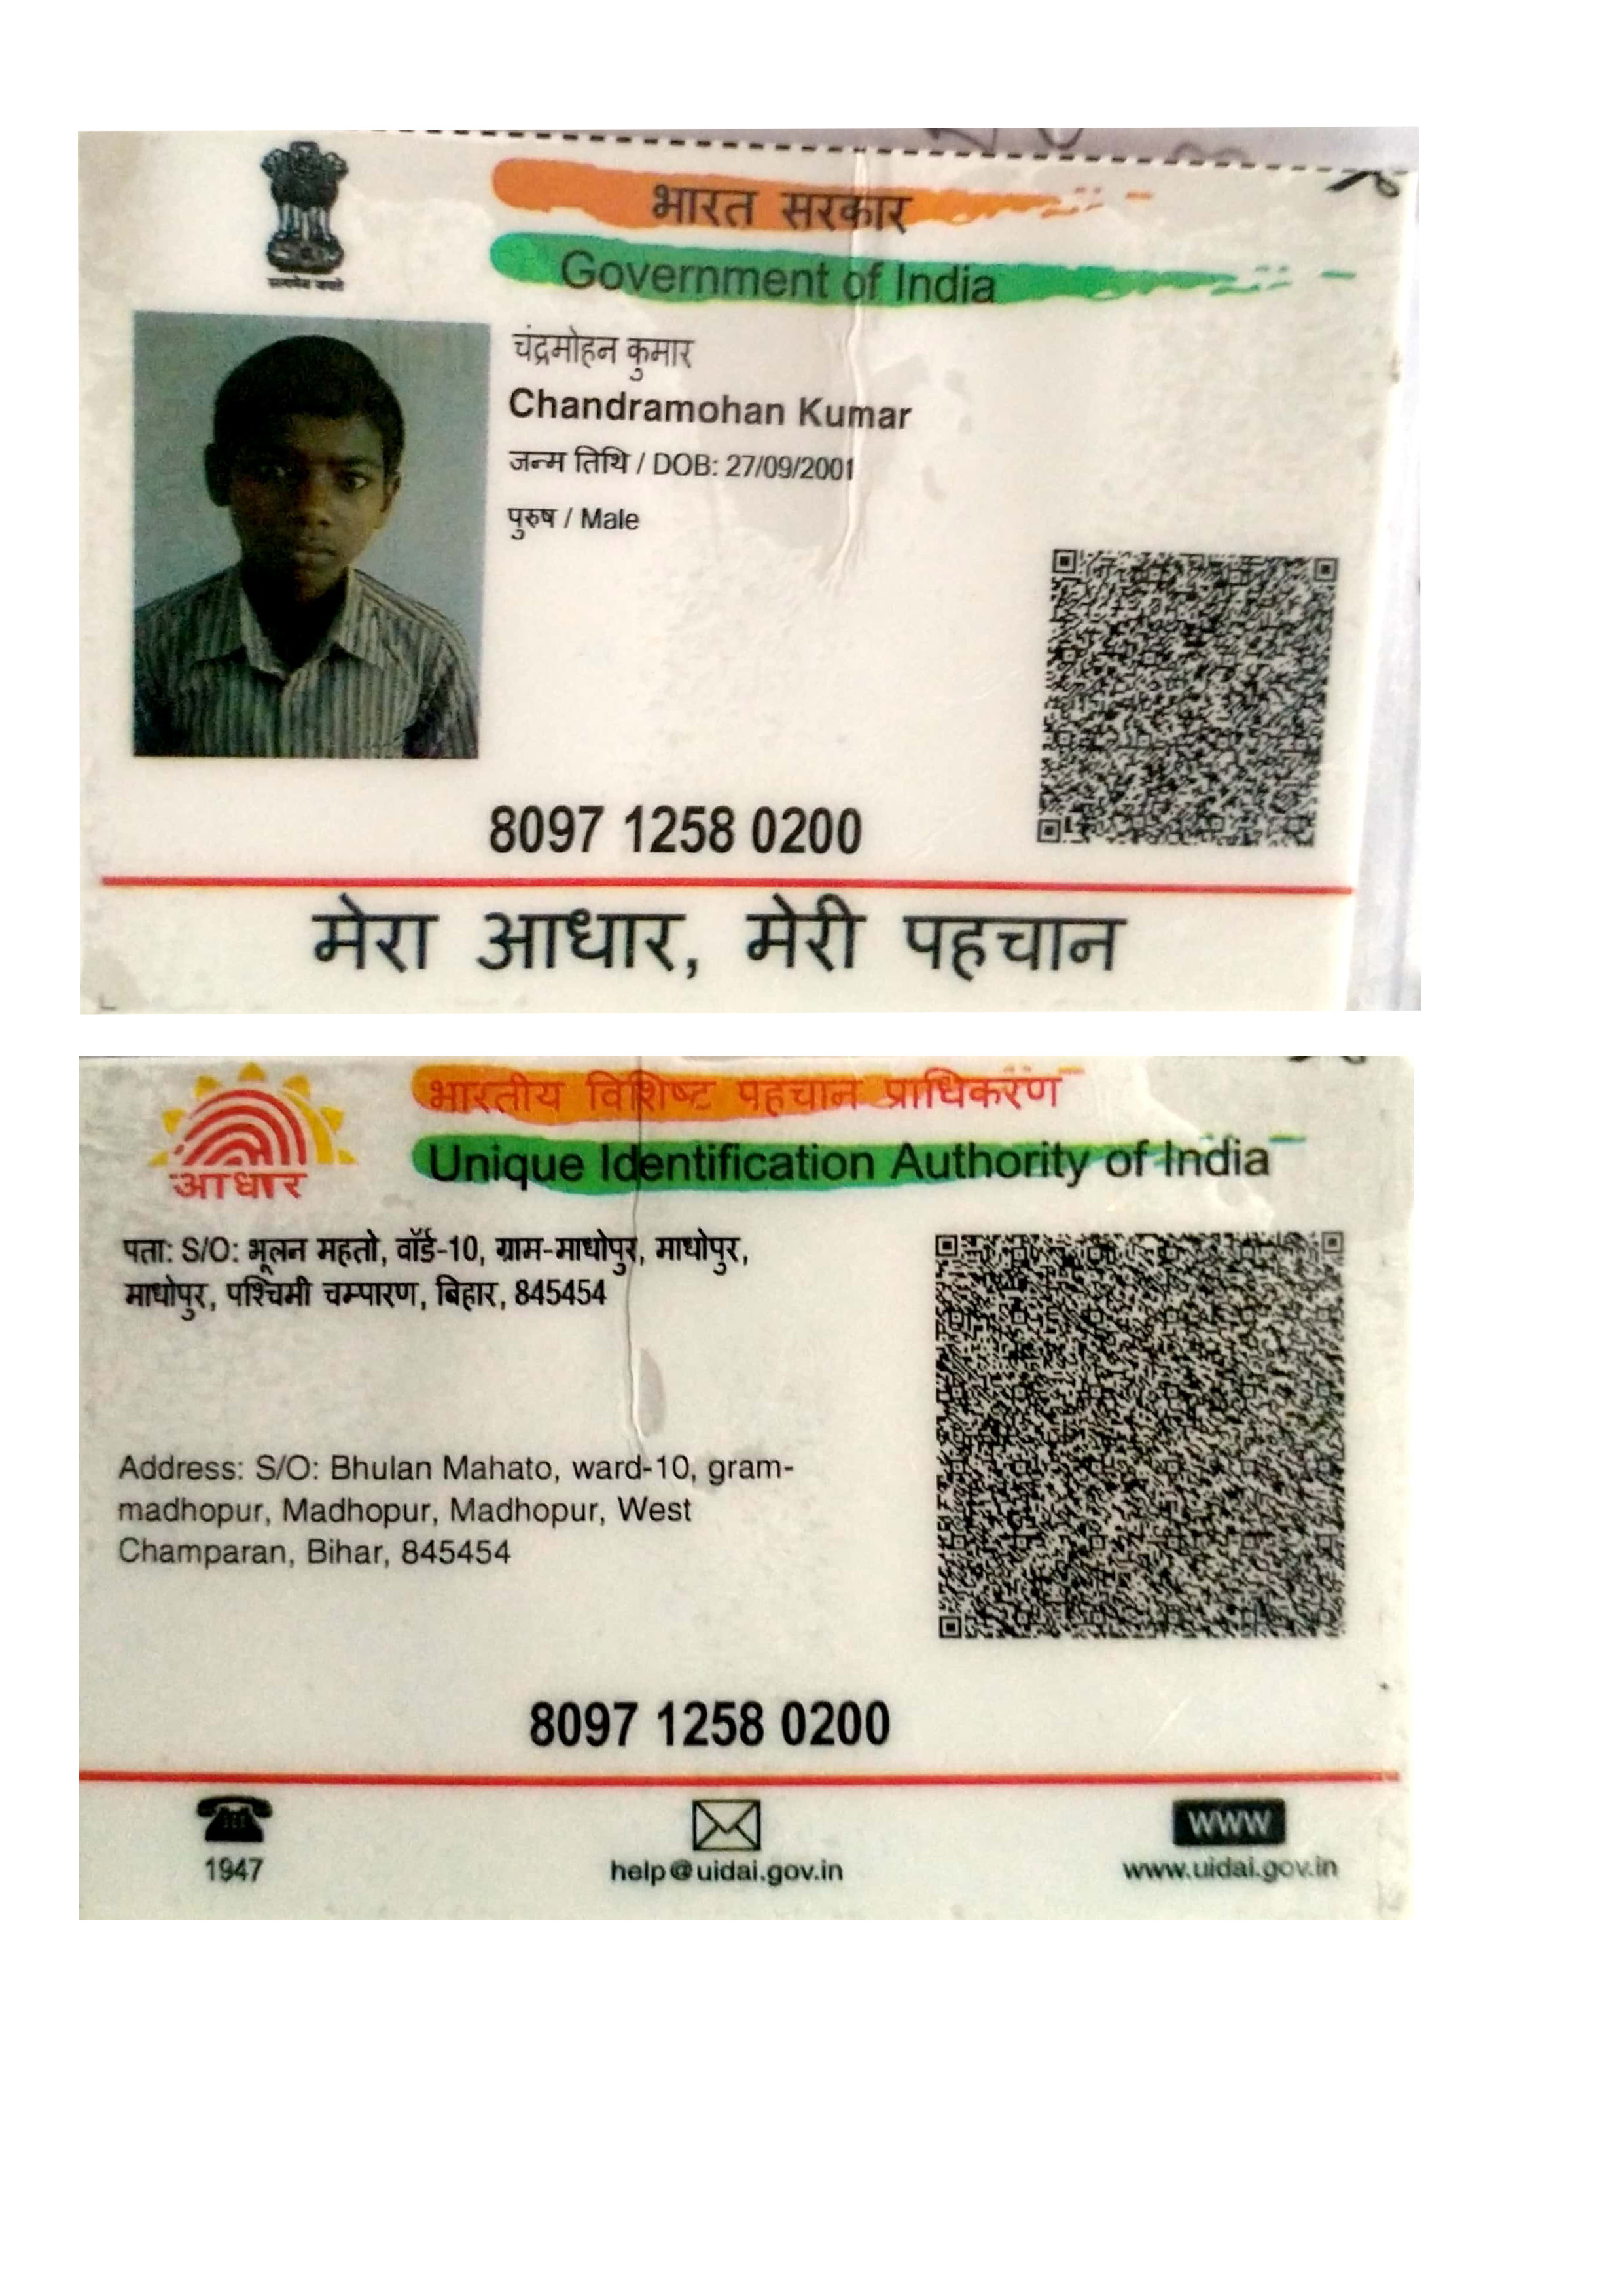 भारत सरकार
Government of India
चंद्रमोहन कुमार
Chandramohan Kumar
जन्म तिथि / DOB: 27/09/2001
पुरुष / Male
8097 1258 0200
मेरा आधार, मेरी पहचान
भारतीय विशिष्ट पहचान प्राधिकरण
Unique Identification Authority of India
आधार
पता: S/O: भूलन महतो, वॉर्ड-10, ग्राम-माधोपुर, माधोपुर,
माधोपुर, पश्चिमी चम्पारण, बिहार, 845454
Address: S/O: Bhulan Mahato, ward-10, gram-
madhopur, Madhopur, Madhopur, West
Champaran, Bihar, 845454
8097 1258 0200
WWW
1947
help@uidai.gov.in
www.uidai.gov.in